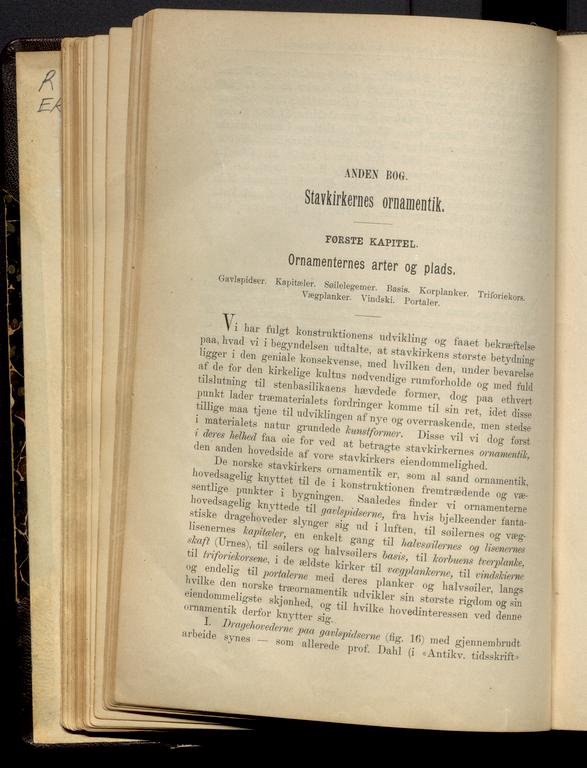 R
EK
ANDEN BOG.
Stavkirkernes ornamentik.
FØRSTE KAPITEL.
Ornamenternes arter og plads.
Gavlspidser. Kapitæler. Søilelegemer. Basis. Korplanker. Triforiekors.
Vægplanker. Vindski. Portaler.
Vi har fulgt konstruktionens udvikling og faaet bekræftelse
paa, hvad vi i begyndelsen udtalte, at stavkirkens største betydning
ligger i den geniale konsekvense, med hvilken den, under bevarelse
af de for den kirkelige kultus nødvendige rumforholde og med fuld
tilslutning til stenbasilikaens hævdede former, dog paa ethvert
punkt lader træmaterialets fordringer komme til sin ret, idet disse
tillige maa tjene til udviklingen af nye og overraskende, men stedse
i materialets natur grundede kunstformer. Disse vil vi dog først
i deres helhed faa øie for ved at betragte stavkirkernes ornamentik,
den anden hovedside af vore stavkirkers eiendommelighed.
De norske stavkirkers ornamentik er, som al sand ornamentik,
hovedsagelig knyttet til de i konstruktionen fremtrædende og væ-
sentlige punkter i bygningen. Saaledes finder vi ornamenterne
hovedsagelig knyttede til gavlspidserne, fra hvis bjelkeender fanta-
stiske dragehoveder slynger sig ud i luften, til søilernes og væg-
lisenernes kapitæler, en enkelt gang til halvsøilernes og lisenernes
skaft (Urnes), til søilers og halvsøilers basis, til korbuens tverplanke,
til triforiekorsene, i de ældste kirker til vægplankerne, til vindskierne
og endelig til portalerne med deres planker og halvsøiler, langs
hvilke den norske træornamentik udvikler sin største rigdom og sin
eiendommeligste skjønhed, og til hvilke hovedinteressen ved denne
ornamentik derfor knytter sig.
I. Dragehovederne paa gavlspidserne (fig. 16) med gjennembrudt
arbeide synes — som allerede prof. Dahl (i «Antikv. tidsskrift»